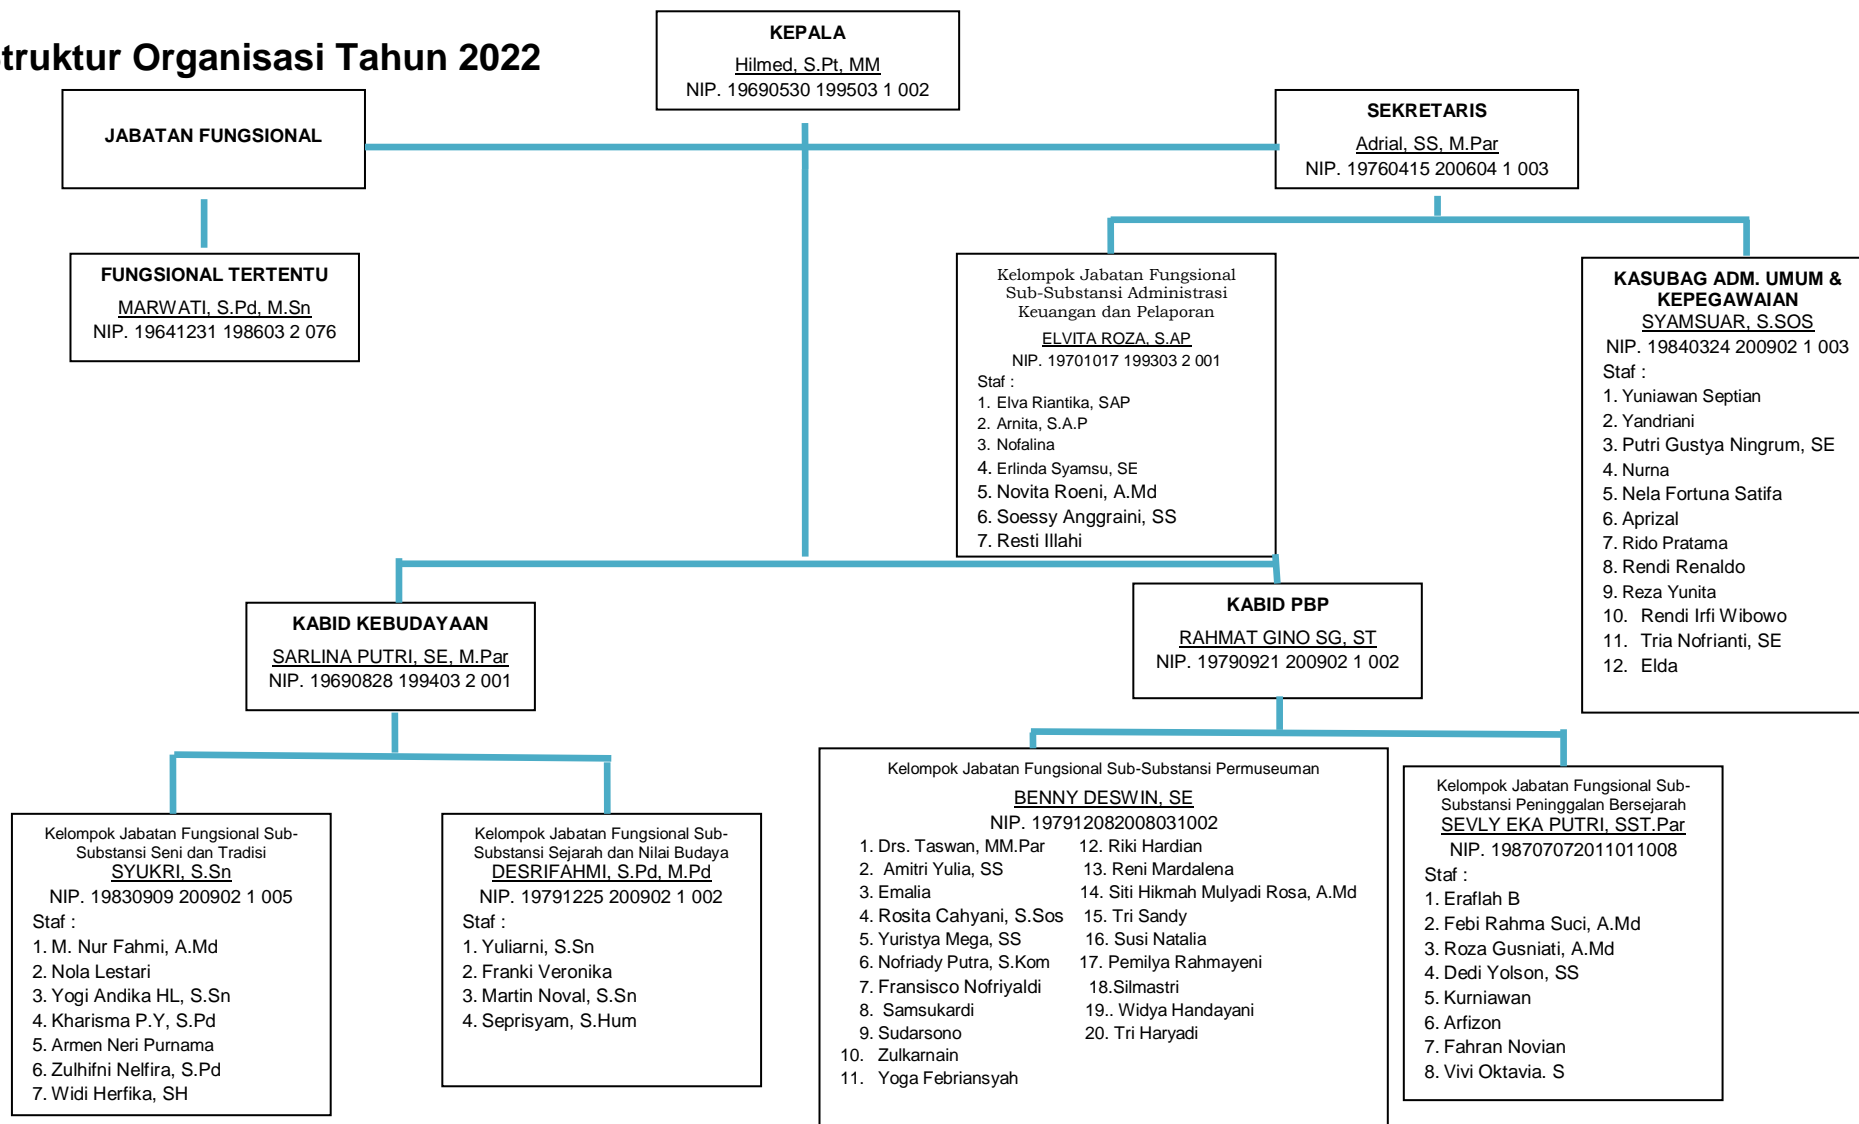 truktur Organisasi Tahun 2022
KEPALA
Hilmed, S.Pt, MM
NIP. 19690530 199503 1 002
JABATAN FUNGSIONAL
SEKRETARIS
Adrial, SS, M.Par
NIP. 19760415 200604 1 003
FUNGSIONAL TERTENTU
MARWATI, S.Pd, M.Sn
NIP. 19641231 198603 2 076
Kelompok Jabatan Fungsional
Sub-Substansi Administrasi
Keuangan dan Pelaporan
ELVITA ROZA, S.AP
NIP. 19701017 199303 2 001
Staf :
1. Elva Riantika, SAP
2. Arnita, S.A.P
3. Nofalina
4. Erlinda Syamsu, SE
5. Novita Roeni, A.Md
6. Soessy Anggraini, SS
7. Resti Illahi
KASUBAG ADM. UMUM &
KEPEGAWAIAN
SYAMSUAR, S.SOS
NIP. 19840324 200902 1 003
Staf :
1. Yuniawan Septian
2. Yandriani
3. Putri Gustya Ningrum, SE
4. Nurna
5. Nela Fortuna Satifa
6. Aprizal
7. Rido Pratama
8. Rendi Renaldo
9. Reza Yunita
10. Rendi Irfi Wibowo
11. Tria Nofrianti, SE
12. Elda
KABID KEBUDAYAAN
SARLINA PUTRI, SE, M.Par
NIP. 19690828 199403 2 001
KABID PBP
RAHMAT GINO SG, ST
NIP. 19790921 200902 1 002
Kelompok Jabatan Fungsional Sub-
Substansi Seni dan Tradisi
SYUKRI, S.Sn
NIP. 19830909 200902 1 005
Staf :
1. M. Nur Fahmi, A.Md
2. Nola Lestari
3. Yogi Andika HL, S.Sn
4. Kharisma P.Y, S.Pd
5. Armen Neri Purnama
6. Zulhifni Nelfira, S.Pd
7. Widi Herfika, SH
Kelompok Jabatan Fungsional Sub-
Substansi Sejarah dan Nilai Budaya
DESRIFAHMI, S.Pd, M.Pd
NIP. 19791225 200902 1 002
Staf :
1. Yuliarni, S.Sn
2. Franki Veronika
3. Martin Noval, S.Sn
4. Seprisyam, S.Hum
Kelompok Jabatan Fungsional Sub-Substansi Permuseuman
BENNY DESWIN, SE
NIP. 197912082008031002
1. Drs. Taswan, MM.Par
2. Amitri Yulia, SS
3. Emalia
4. Rosita Cahyani, S.Sos
5. Yuristya Mega, SS
6. Nofriady Putra, S.Kom
7. Fransisco Nofriyaldi
8. Samsukardi
9. Sudarsono
10. Zulkarnain
11. Yoga Febriansyah
12. Riki Hardian
13. Reni Mardalena
14. Siti Hikmah Mulyadi Rosa, A.Md
15. Tri Sandy
16. Susi Natalia
17. Pemilya Rahmayeni
18.Silmastri
19.. Widya Handayani
20. Tri Haryadi
Kelompok Jabatan Fungsional Sub-
Substansi Peninggalan Bersejarah
SEVLY EKA PUTRI, SST.Par
NIP. 198707072011011008
Staf :
1. Eraflah B
2. Febi Rahma Suci, A.Md
3. Roza Gusniati, A.Md
4. Dedi Yolson, SS
5. Kurniawan
6. Arfizon
7. Fahran Novian
8. Vivi Oktavia. S